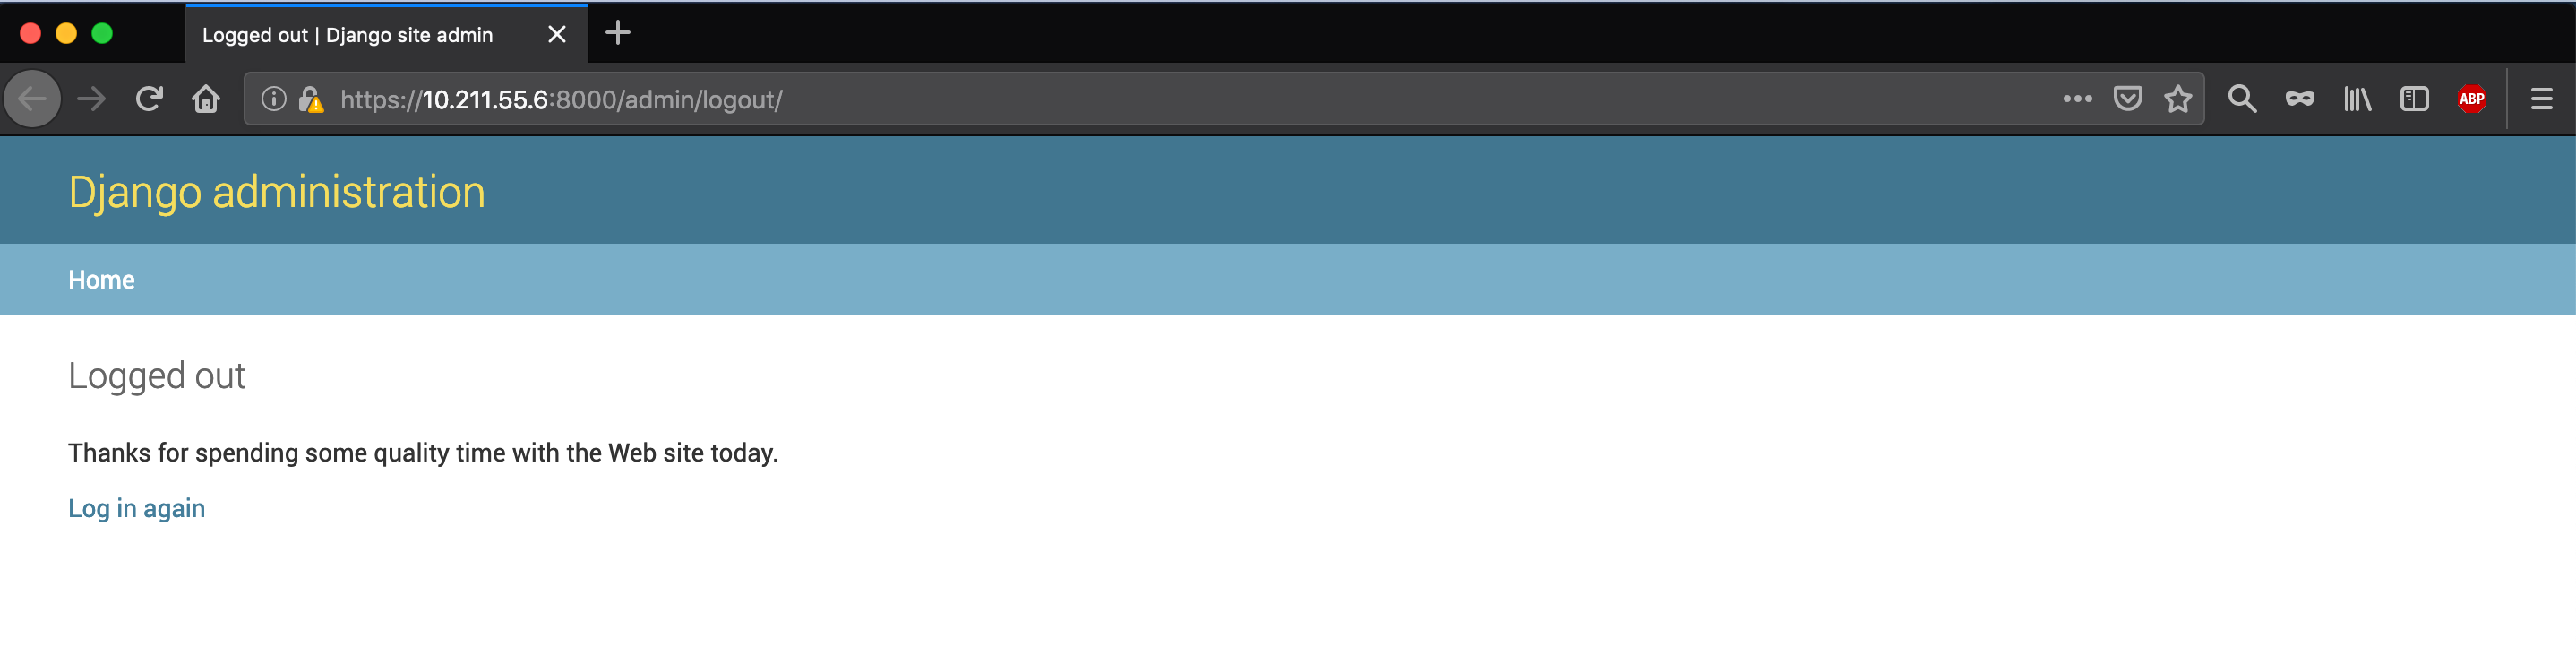 Logged out | Django site admin
https://10.211.55.6:8000/admin/logout/
ABP
Django administration
Home
Logged out
Thanks for spending some quality time with the Web site today.
Log in again